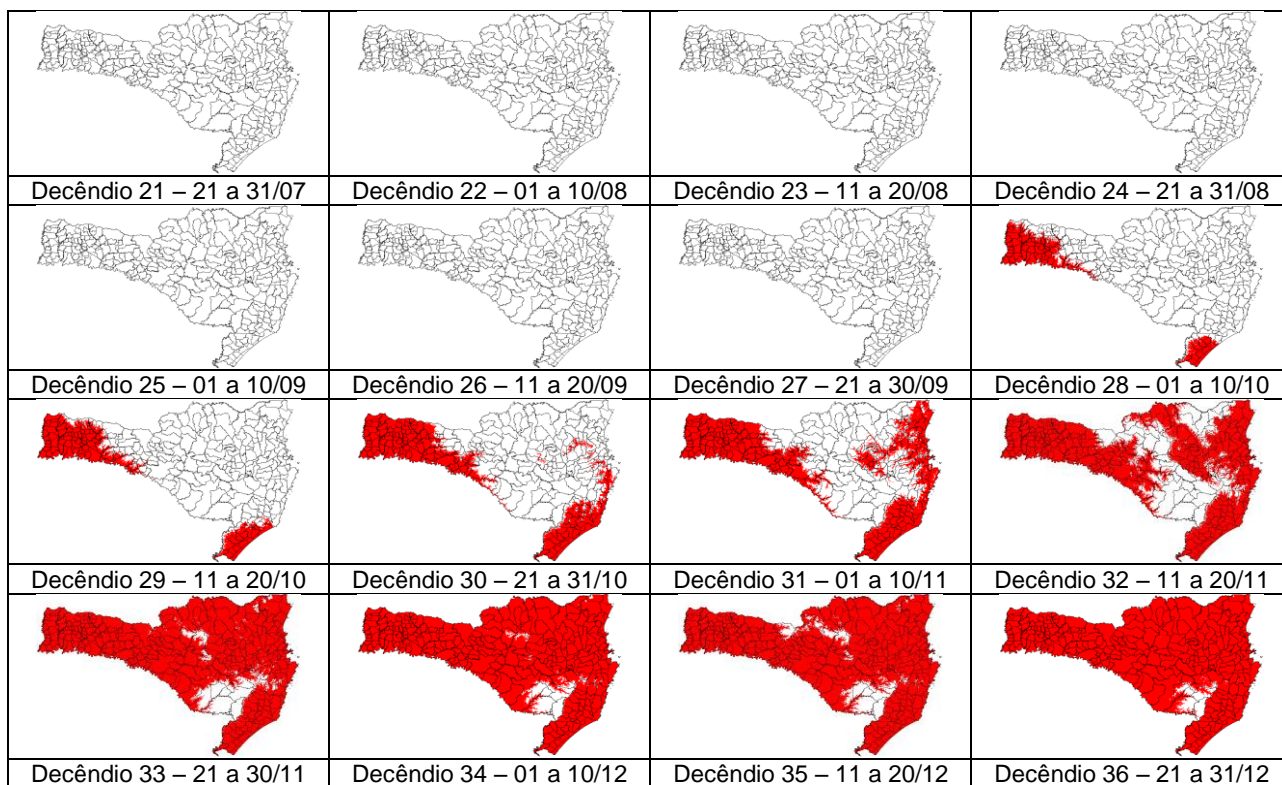 Decêndio 21 – 21 a 31/07
Decêndio 22 – 01 a 10/08
Decêndio 23 – 11 a 20/08
Decêndio 24 – 21 a 31/08
Decêndio 25 – 01 a 10/09
Decêndio 26 – 11 a 20/09
Decêndio 27 – 21 a 30/09
Decêndio 28 – 01 a 10/10
Decêndio 29 – 11 a 20/10
Decêndio 30 – 21 a 31/10
Decêndio 31 – 01 a 10/11
Decêndio 32 – 11 a 20/11
Decêndio 33 – 21 a 30/11
Decêndio 34 – 01 a 10/12
Decêndio 35 – 11 a 20/12
Decêndio 36 – 21 a 31/12